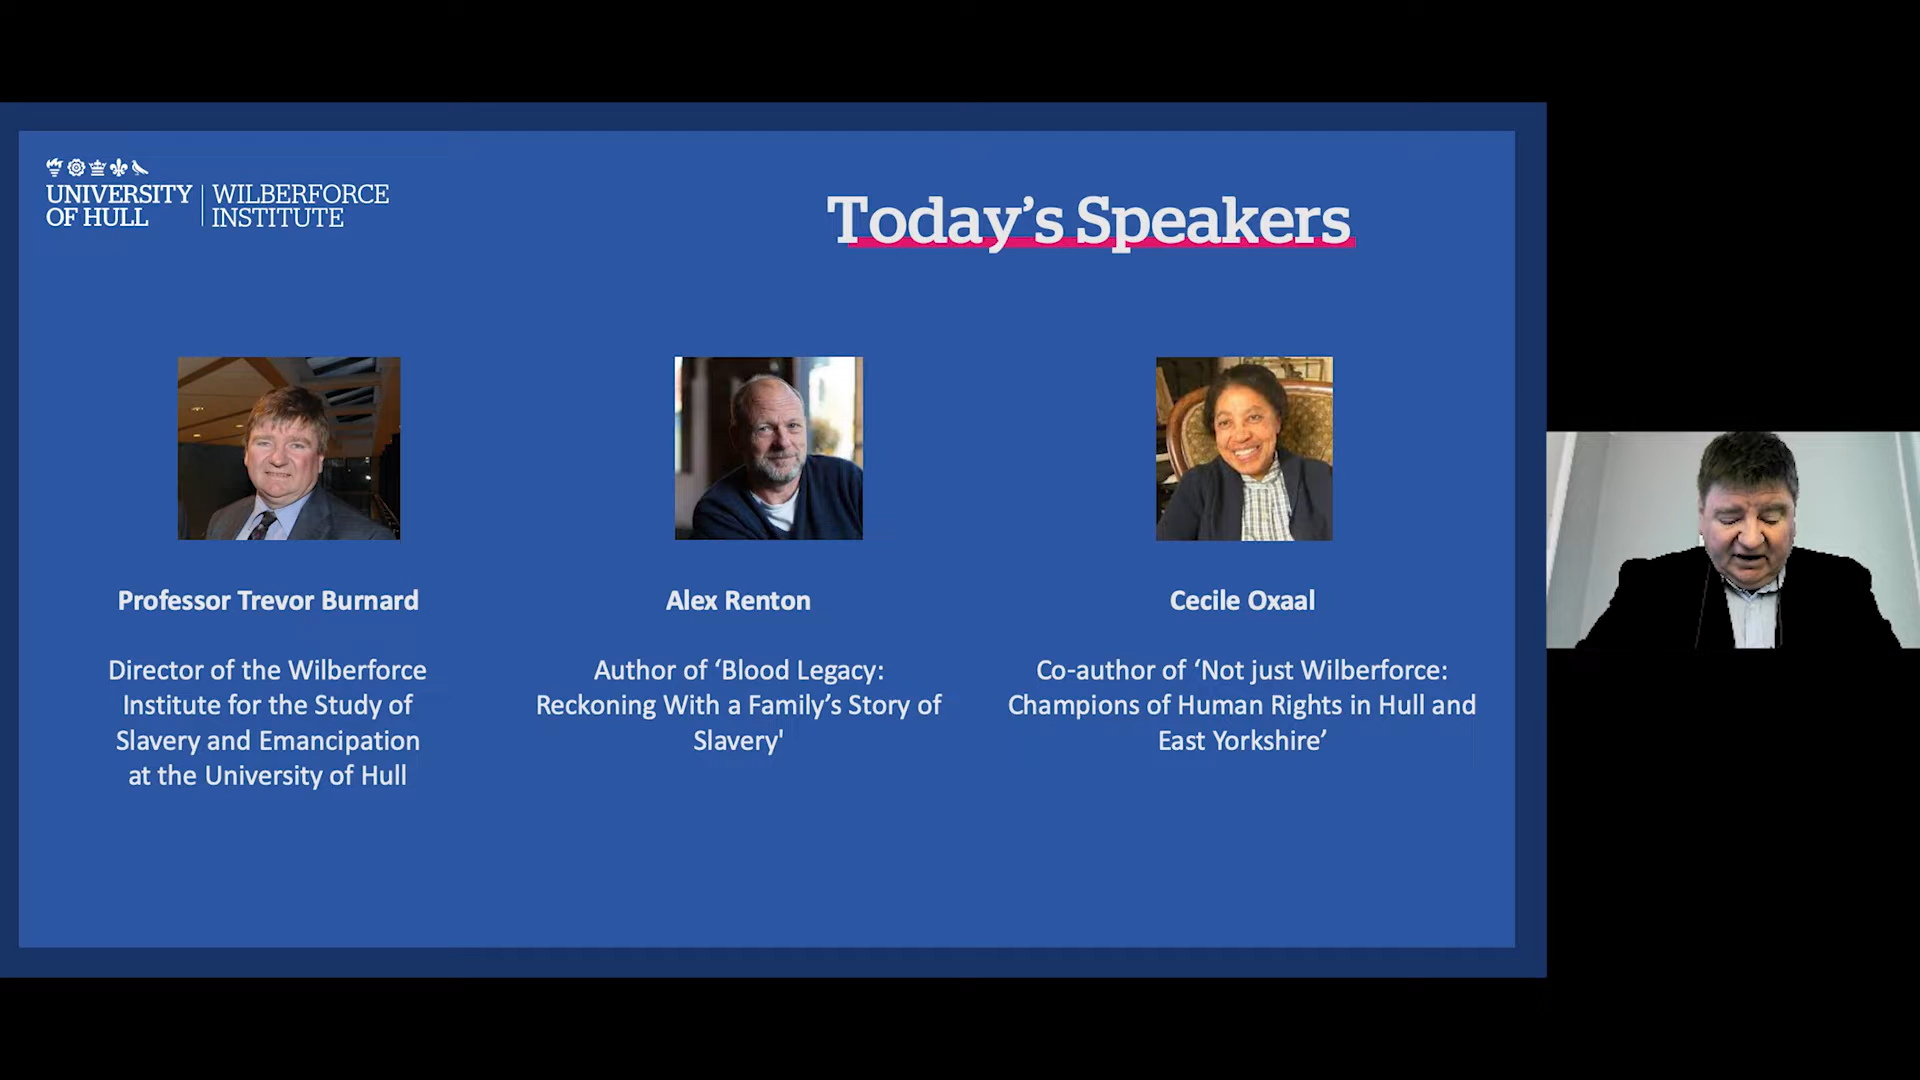 UNIVERSITY
OF HULL
WILBERFORCE
INSTITUTE
Today’s Speakers
Professor Trevor Burnard
Director of the Wilberforce
Institute for the Study of
Slavery and Emancipation
at the University of Hull
Alex Renton
Author of ‘Blood Legacy:
Reckoning With a Family’s Story of
Slavery'
Cecile Oxaal
Co-author of ‘Not just Wilberforce:
Champions of Human Rights in Hull and
East Yorkshire’